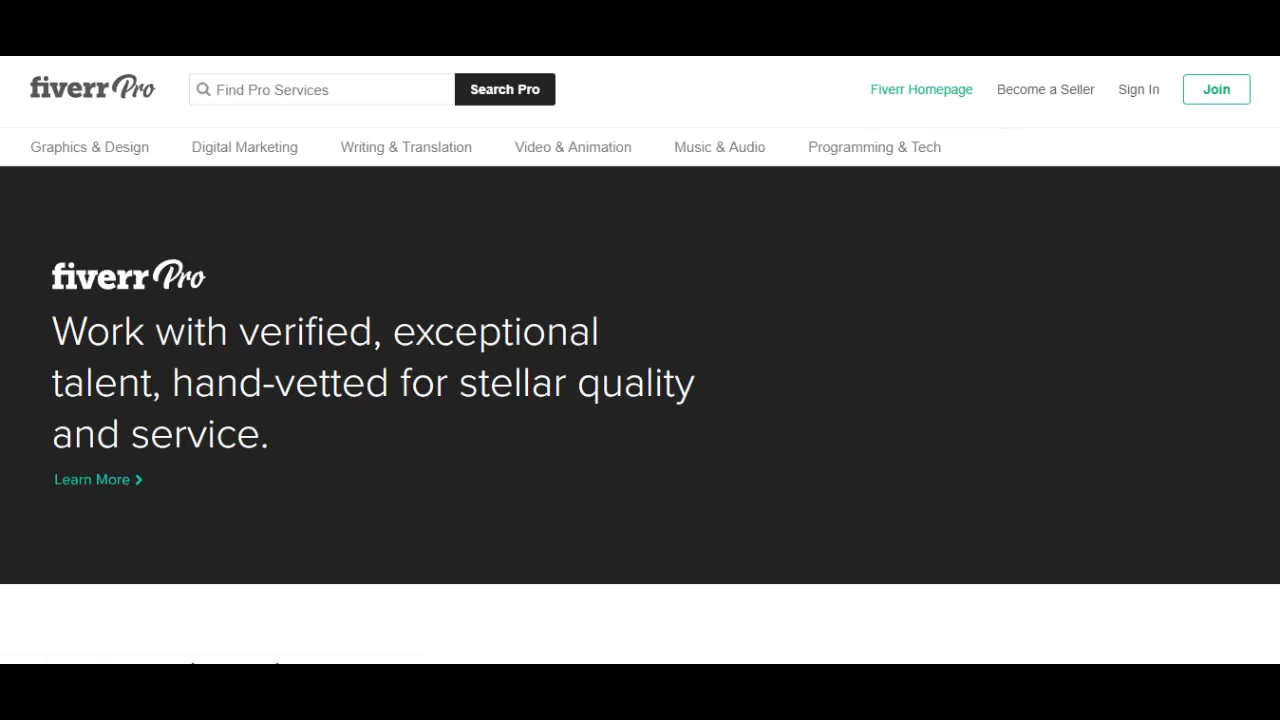 fiverr Pro
Find Pro Services
Search Pro
Fiverr Homepage
Become a Seller
Sign In
Join
Graphics & Design
Digital Marketing
Writing & Translation
Video & Animation
Music & Audio
Programming & Tech
fiverr Pro
Work with verified, exceptional
talent, hand-vetted for stellar quality
and service.
Learn More